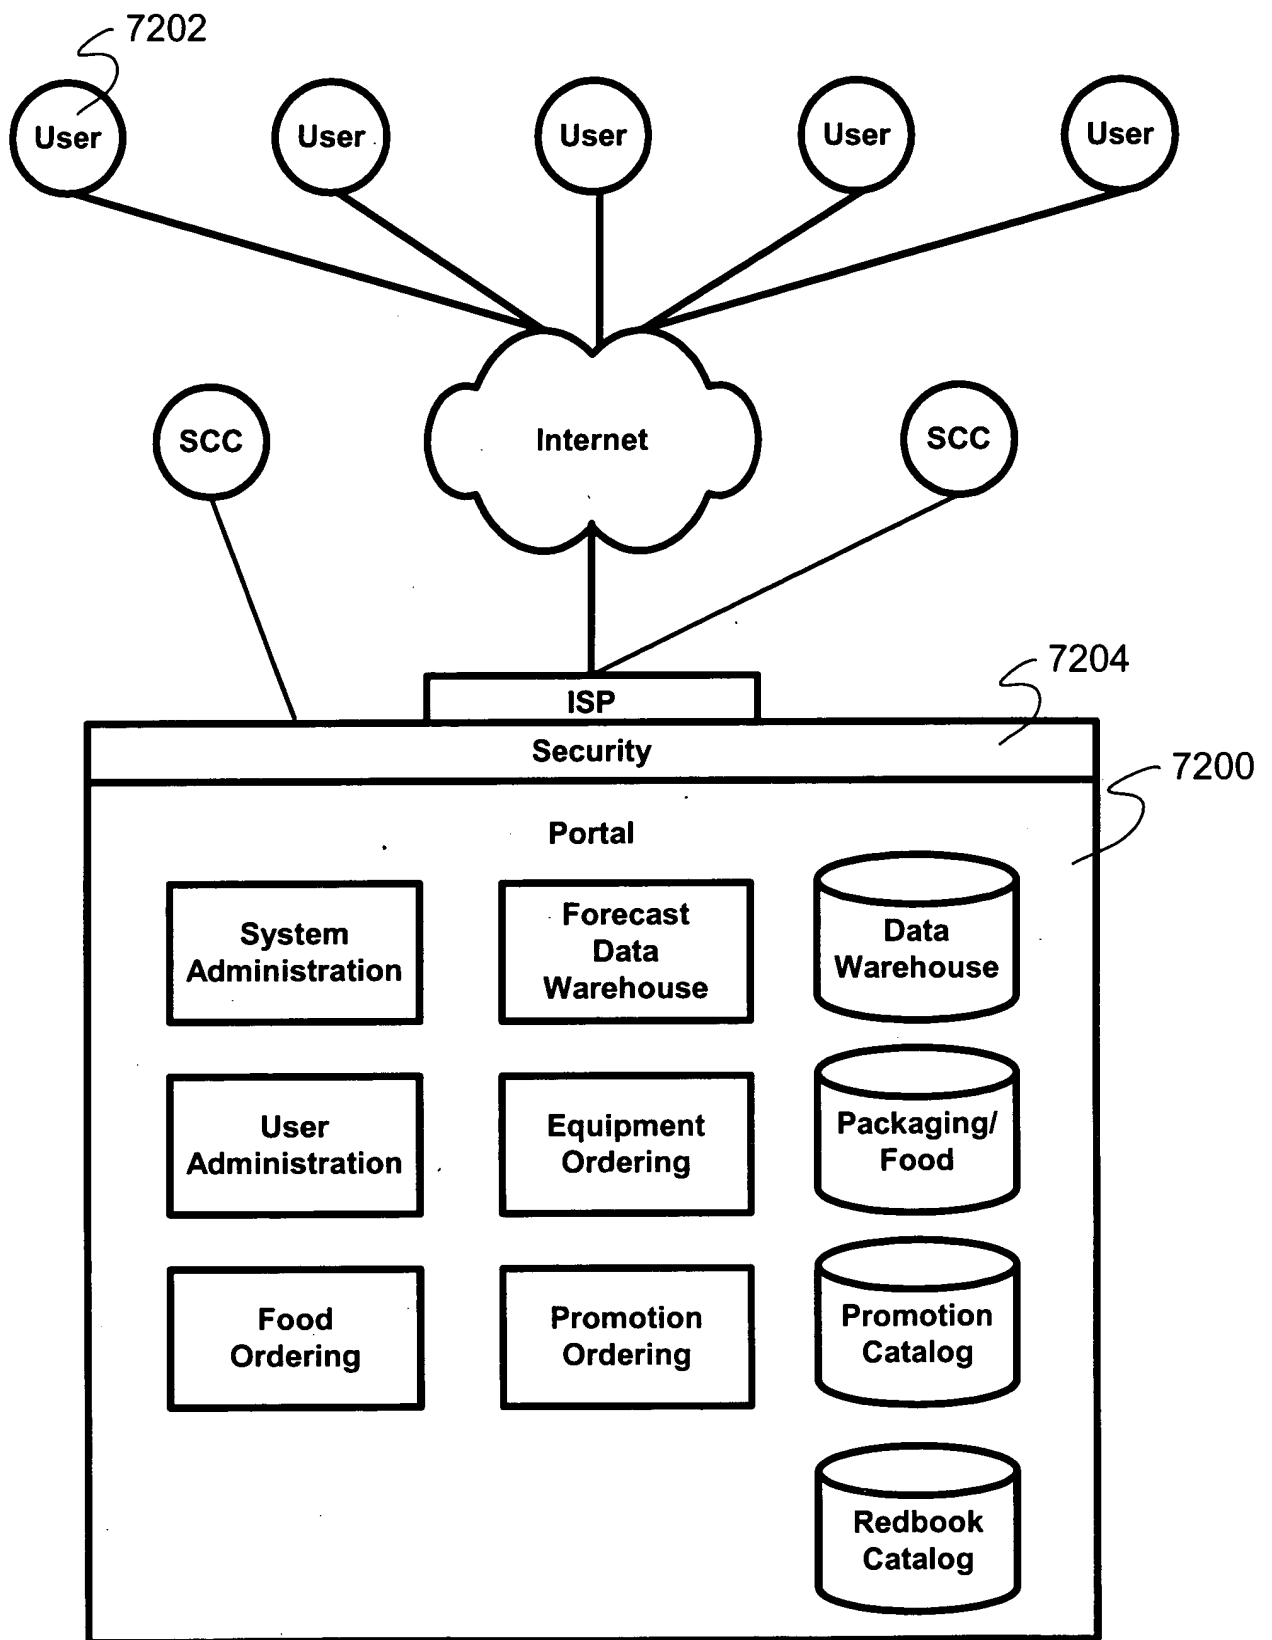 7202
User
User
User
User
User
SCC
Internet
SCC
ISP
7204
Security
7200
Portal
System
Administration
Forecast
Data
Warehouse
Data
Warehouse
User
Administration
Equipment
Ordering
Packaging/
Food
Food
Ordering
Promotion
Ordering
Promotion
Catalog
Redbook
Catalog